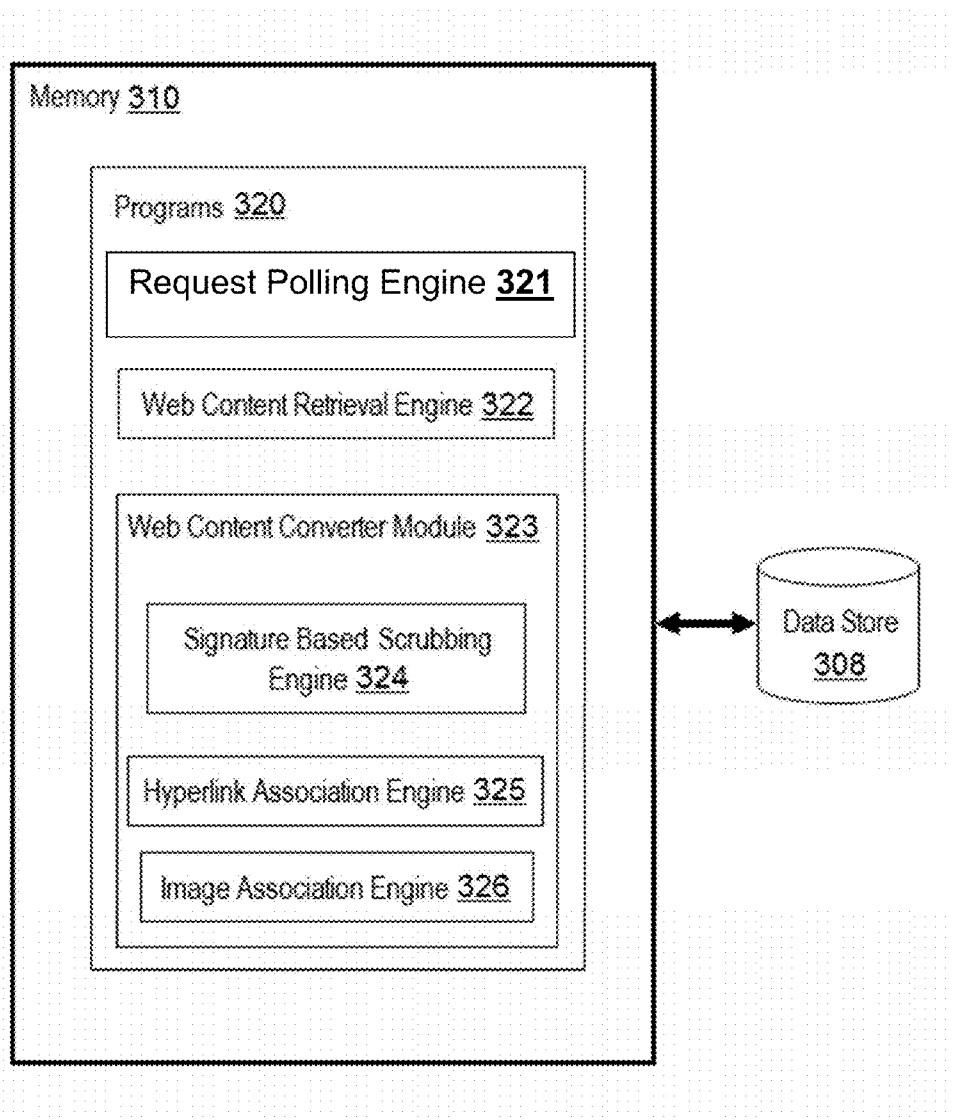 Memory 310
Programs 320
Request Polling Engine 321
Web Content Retrieval Engine 322
Web Content Converter Module 323
Signature Based Scrubbing
Engine 324
Hyperlink Association Engine 325
Image Association Engine 326
Data Store
308